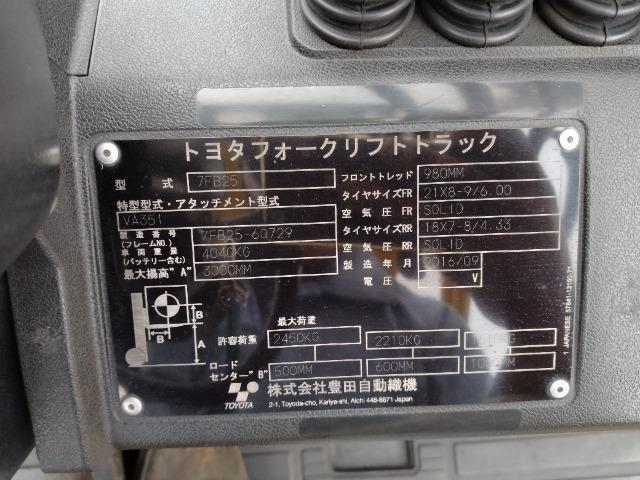 トヨタフォークリフトトラック
型 式 7FB25
フロントトレッド 980MM
タイヤサイズFR 21X8-9/6.00
特型型式・アタッチメント型式
VA351
空気圧FR SOLID
製造番号 7FB25-60729
(フレームNO.)
タイヤサイズRR 18X7-8/4.33
車両重量 4040KG
(バッテリー含む)
空気圧RR SOLID
最大揚高"A" 3000MM
製造年月 2016/09
電圧 V
B
B
A
最大荷重
許容荷重 2450KG 2210KG
ロード
センター"B" 500MM 600MM
TOYOTA
株式会社豊田自動織機
2-1, Toyoda-cho, Kariya-shi, Aichi 448-8671 Japan
1 JAPANESE